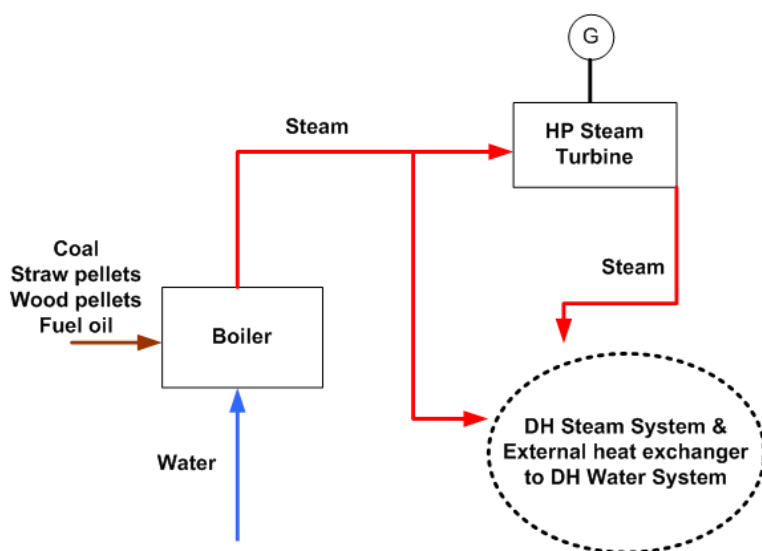 G
Steam
HP Steam
Turbine
Coal
Straw pellets
Wood pellets
Fuel oil
Steam
Boiler
DH Steam System &
External heat exchanger
to DH Water System
Water